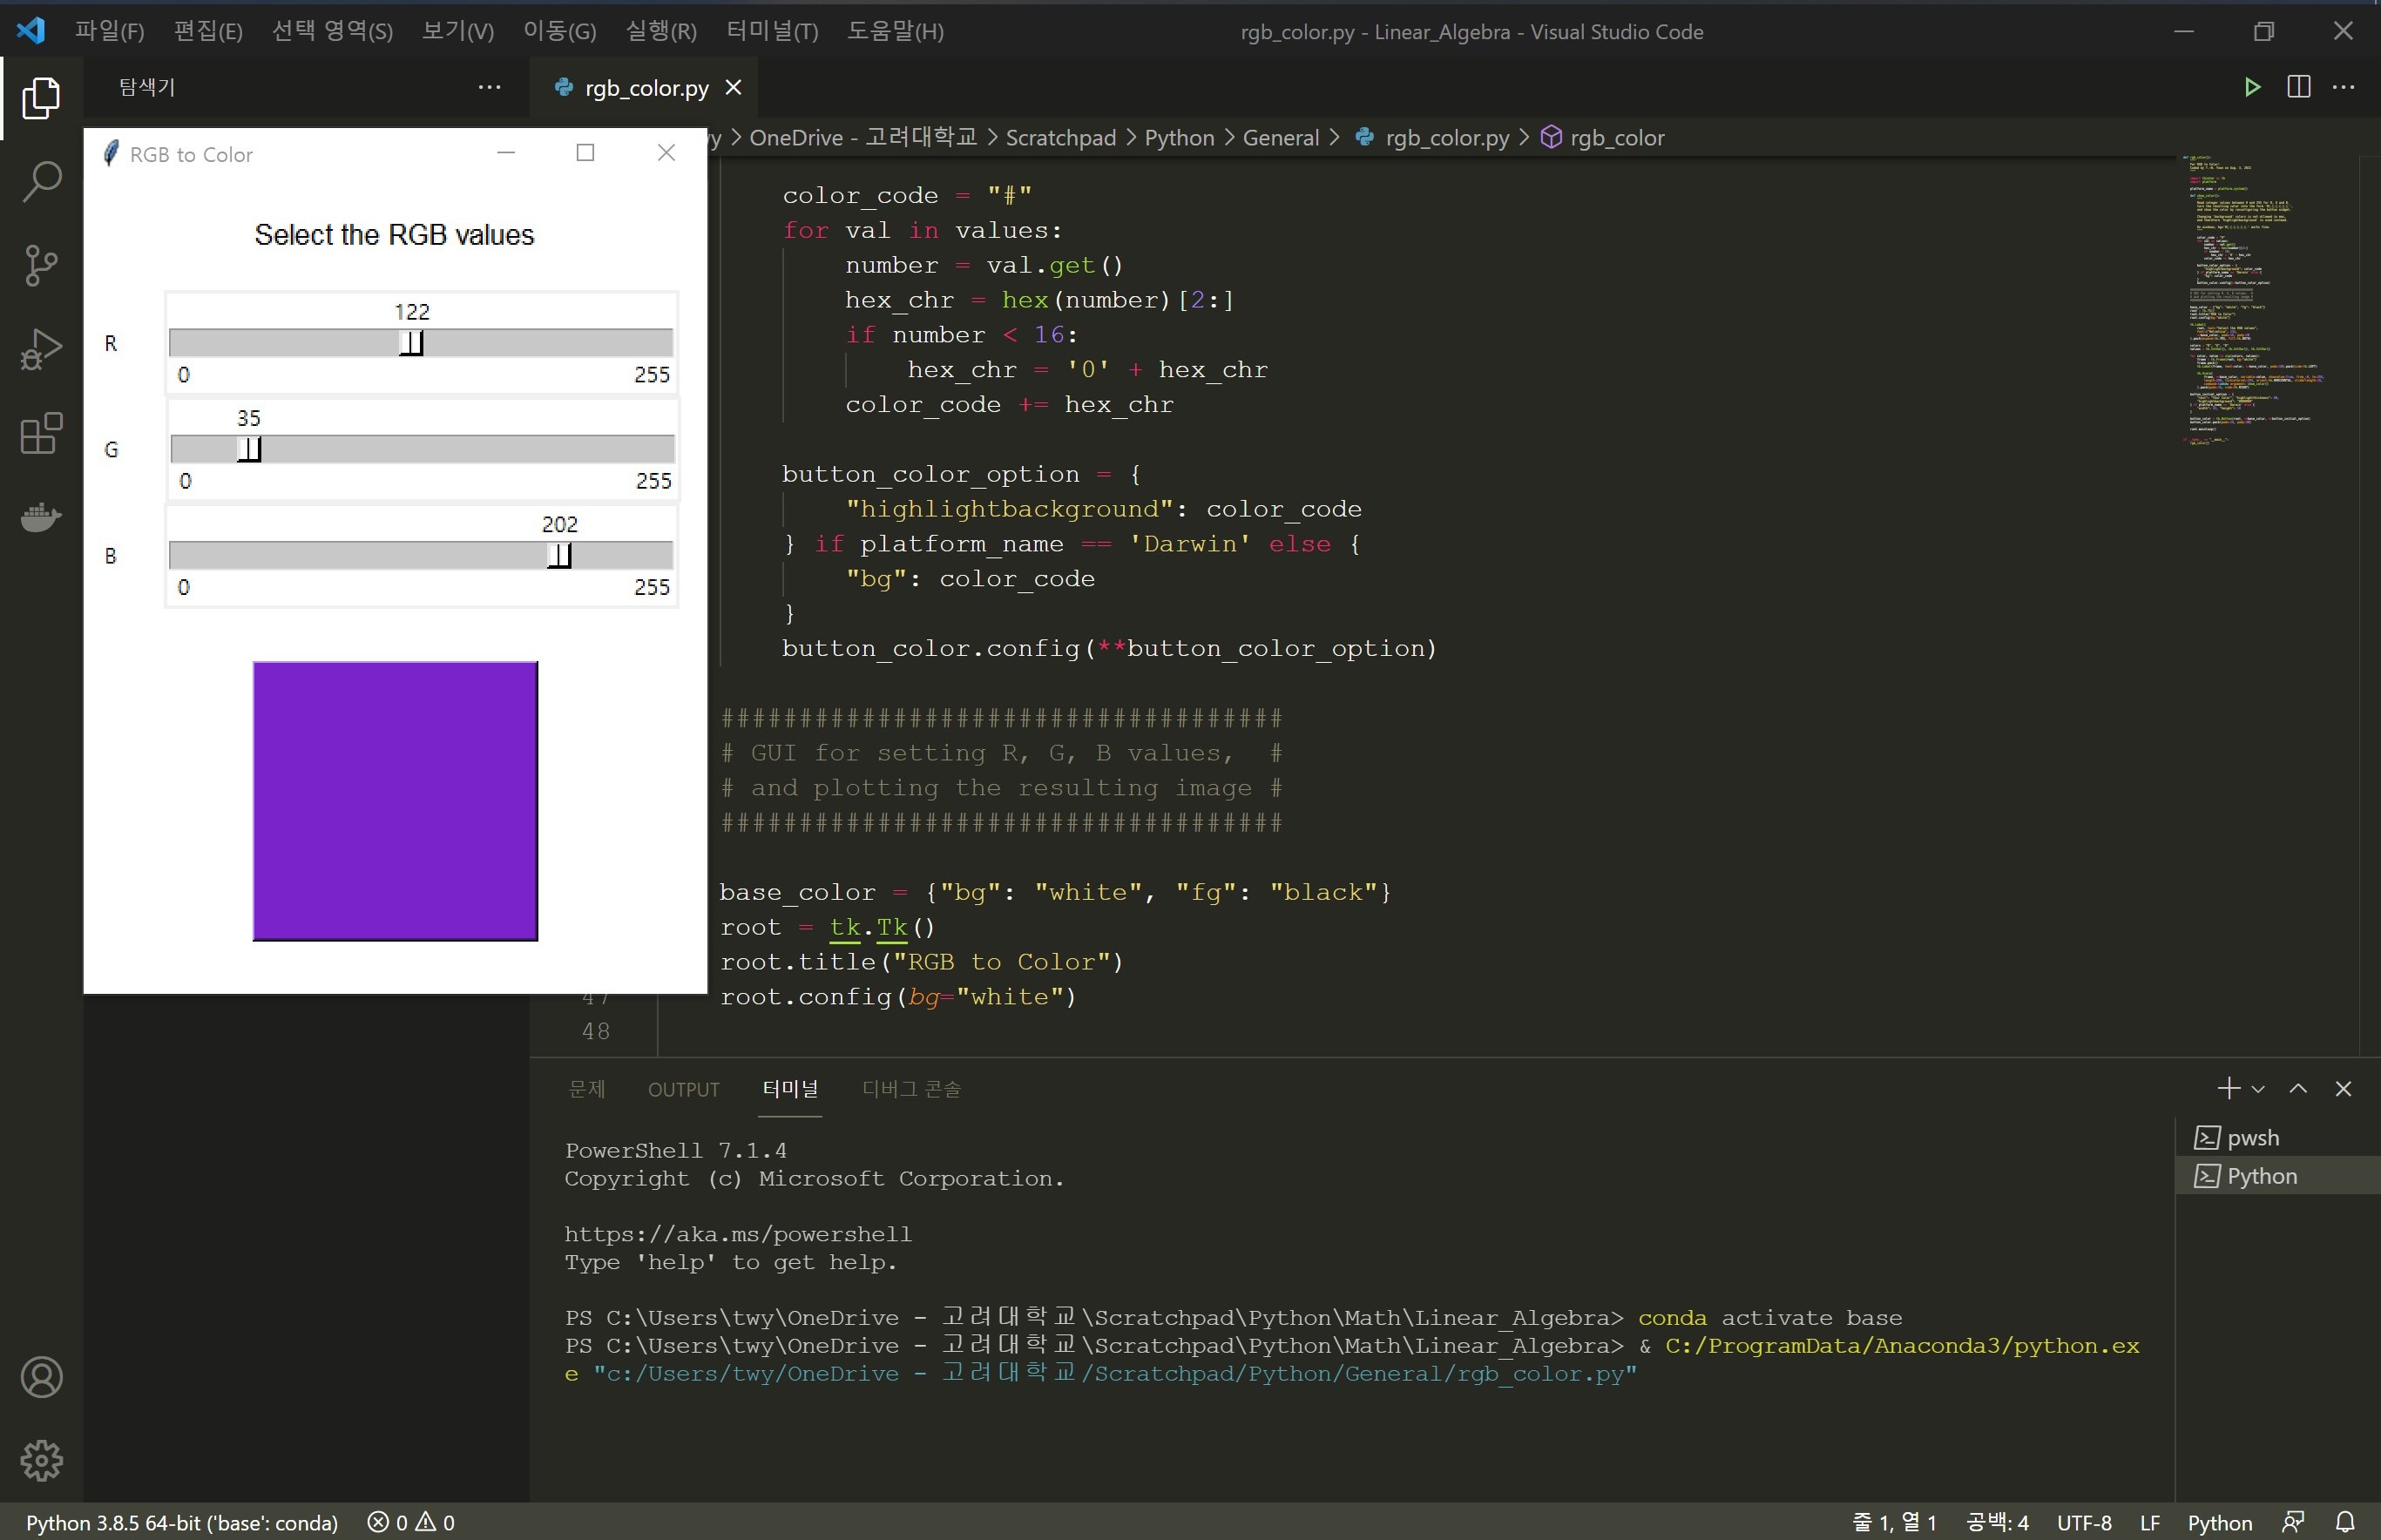 파일(F) 편집(E) 선택 영역(S) 보기(V) 이동(G) 실행(R) 터미널(T) 도움말(H)
rgb_color.py - Linear_Algebra - Visual Studio Code
탐색기
rgb_color.py
OneDrive - 고려대학교 > Scratchpad > Python > General > rgb_color.py > rgb_color
RGB to Color
Select the RGB values
R
122
0 255
G
35
0 255
B
202
0 255
color_code = "#"
for val in values:
number = val.get()
hex_chr = hex(number)[2:]
if number < 16:
hex_chr = '0' + hex_chr
color_code += hex_chr
button_color_option = {
"highlightbackground": color_code
} if platform_name == 'Darwin' else {
"bg": color_code
}
button_color.config(**button_color_option)
####################################
# GUI for setting R, G, B values,  #
# and plotting the resulting image #
####################################
base_color = {"bg": "white", "fg": "black"}
root = tk.Tk()
root.title("RGB to Color")
47 root.config(bg="white")
48
문제 OUTPUT 터미널 디버그 콘솔
PowerShell 7.1.4
Copyright (c) Microsoft Corporation.
https://aka.ms/powershell
Type 'help' to get help.
PS C:\Users\twy\OneDrive - 고려대학교\Scratchpad\Python\Math\Linear_Algebra> conda activate base
PS C:\Users\twy\OneDrive - 고려대학교\Scratchpad\Python\Math\Linear_Algebra> & C:/ProgramData/Anaconda3/python.ex
e "c:/Users/twy/OneDrive - 고려대학교/Scratchpad/Python/General/rgb_color.py"
pwsh
Python
Python 3.8.5 64-bit ('base': conda) 0 0
줄 1, 열 1 공백: 4 UTF-8 LF Python